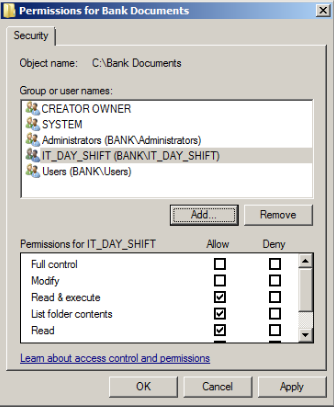 Permissions for Bank Documents
Security
Object name: C:\Bank Documents
Group or user names:
CREATOR OWNER
SYSTEM
Administrators (BANK\Administrators)
IT_DAY_SHIFT (BANK\IT_DAY_SHIFT)
Users (BANK\Users)
Add... Remove
Permissions for IT_DAY_SHIFT Allow Deny
Full control
Modify
Read & execute
List folder contents
Read
Learn about access control and permissions
OK Cancel Apply